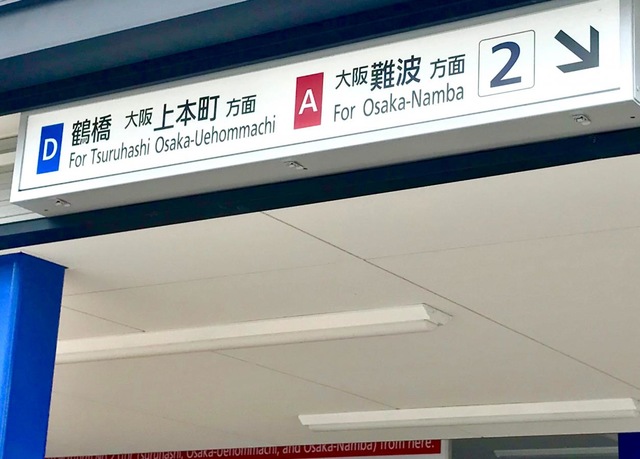 D 鶴橋 大阪上本町 方面
For Tsuruhashi Osaka-Uehommachi
A 大阪難波 方面
For Osaka-Namba
2
Tsuruhashi, Osaka-Uehommachi, and Osaka-Namba) from here.